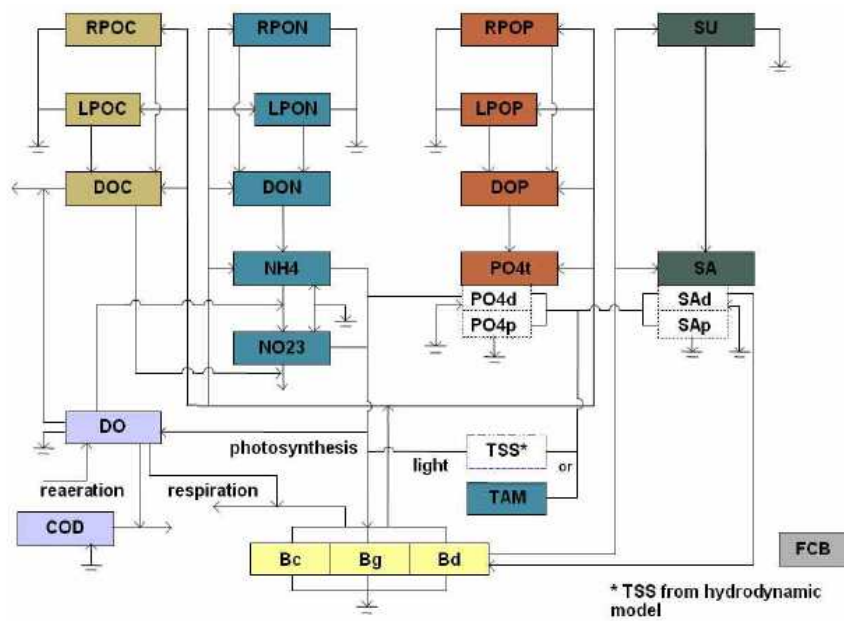 RPOC
RPON
RPOP
SU
LPOC
LPON
LPOP
DOC
DON
DOP
NH4
PO4t
SA
PO4d
SAd
PO4p
SAp
NO23
DO
photosynthesis
TSS*
light
or
reaeration
respiration
TAM
COD
FCB
Bc
Bg
Bd
* TSS from hydrodynamic
model